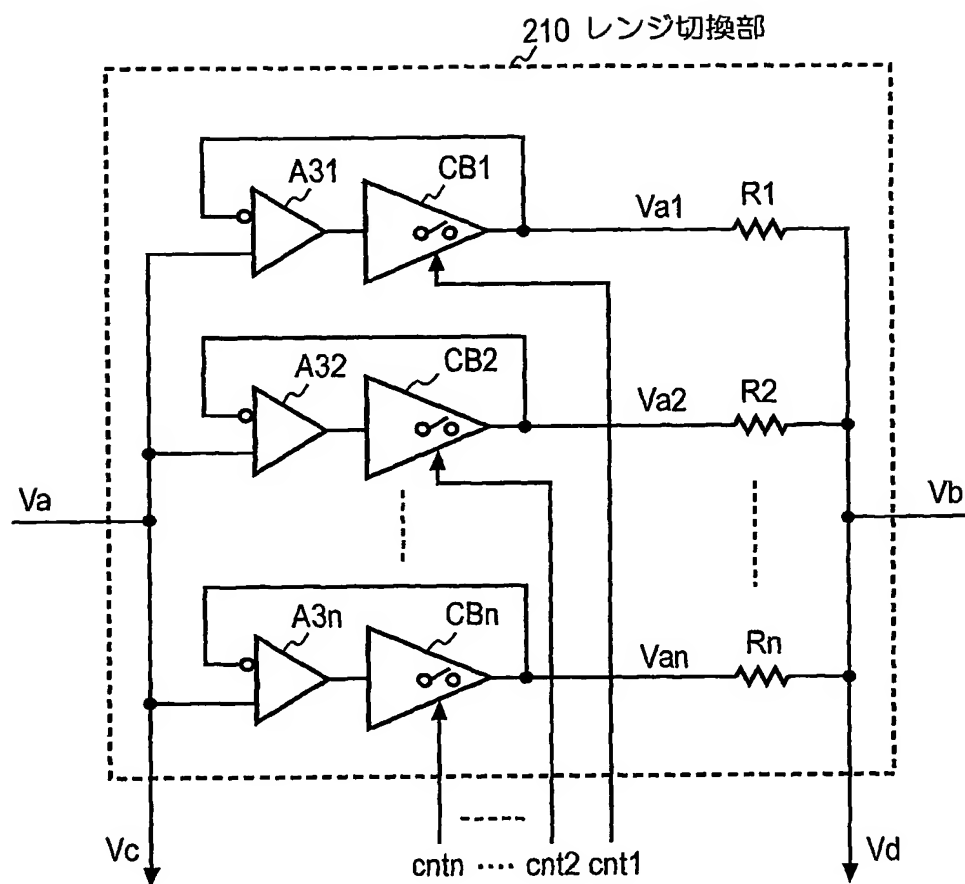 210 レンジ切換部
A31
CB1
Va1
R1
A32
CB2
Va2
R2
Va
Vb
A3n
CBn
Van
Rn
Vc
cntn ···· cnt2 cnt1
Vd